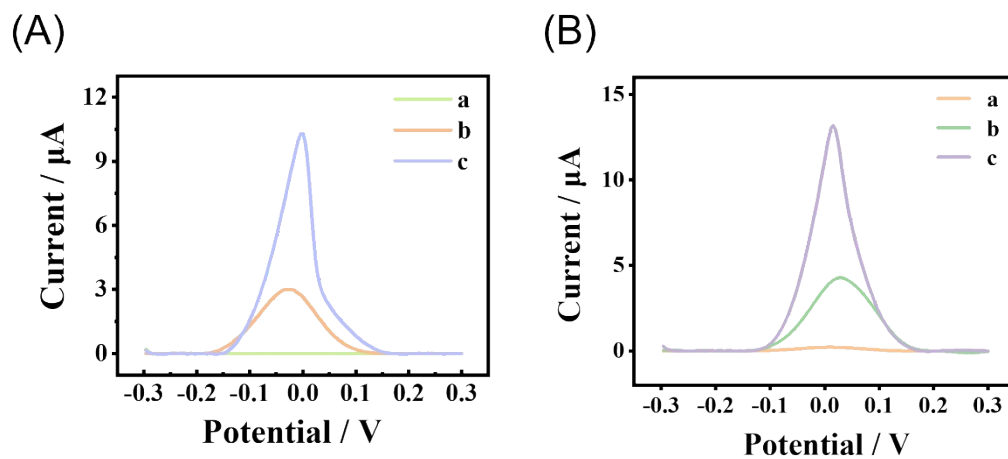 (A)
(B)
12
9
6
3
0
Current / μA
a
b
c
-0.3 -0.2 -0.1 0.0 0.1 0.2 0.3
Potential / V
15
10
5
0
Current / μA
a
b
c
-0.3 -0.2 -0.1 0.0 0.1 0.2 0.3
Potential / V